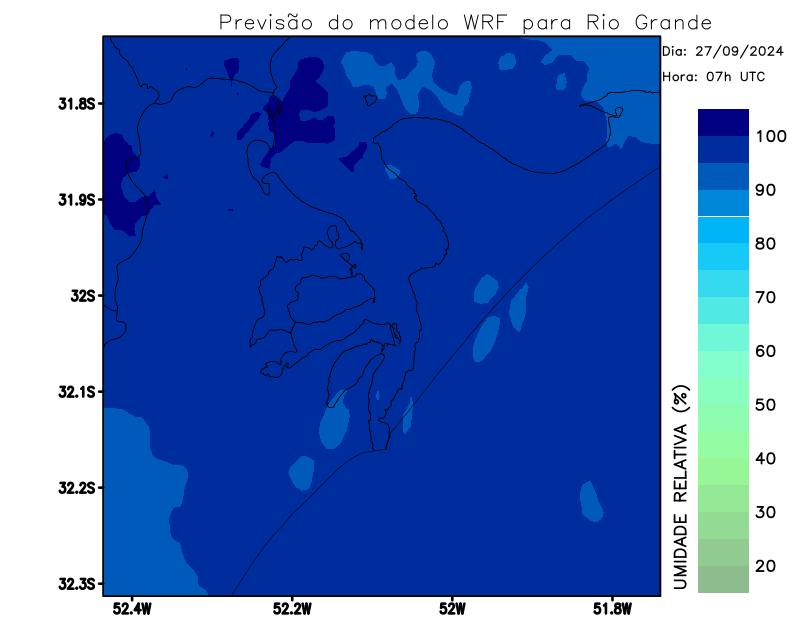 Previsão do modelo WRF para Rio Grande
Dia: 27/09/2024
Hora: 07h UTC
31.8S
31.9S
32S
32.1S
32.2S
32.3S
52.4W
52.2W
52W
51.8W
UMIDADE RELATIVA (%)
100
90
80
70
60
50
40
30
20